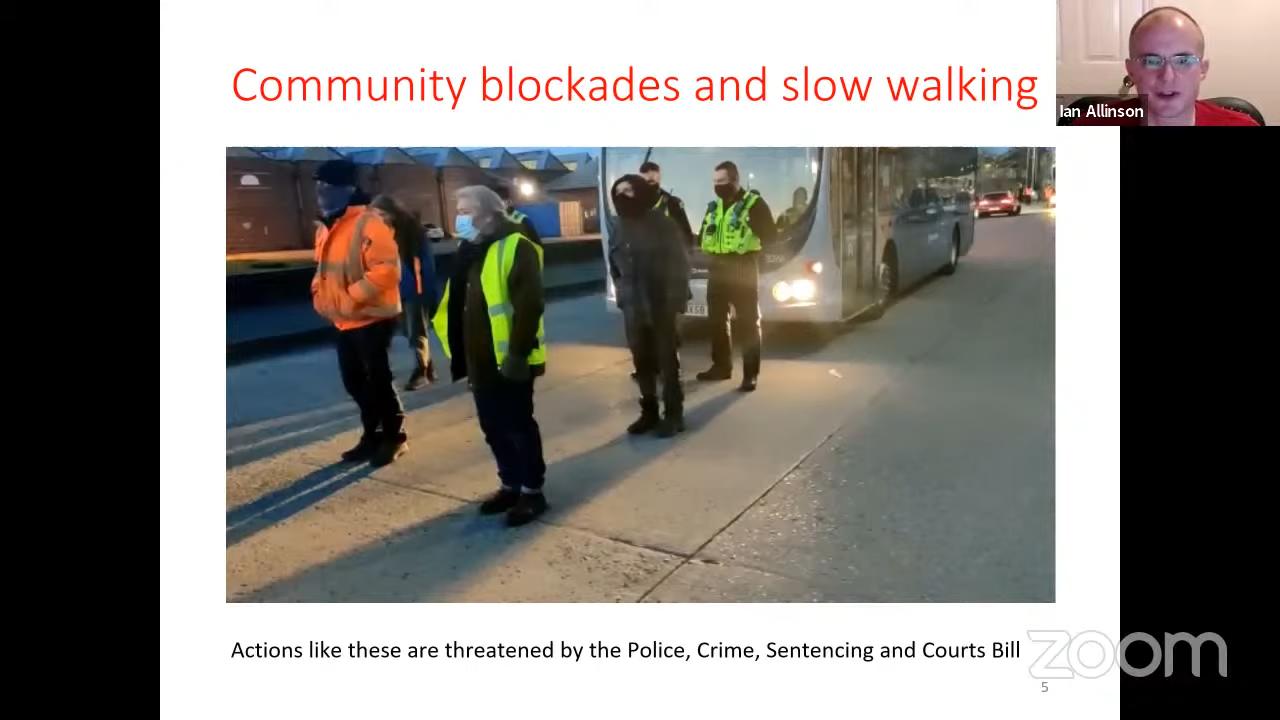 Community blockades and slow walking
Ian Allinson
Actions like these are threatened by the Police, Crime, Sentencing and Courts Bill
zoom
5